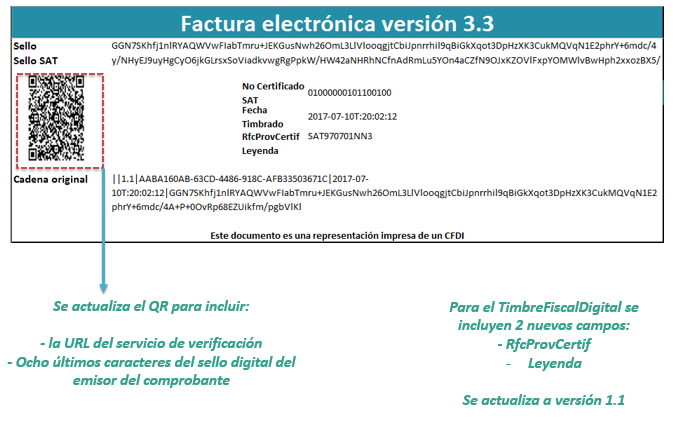 Factura electrónica versión 3.3
Sello GGN7SKhfj1nlRYAQWVwFIabTmru+JEKGusNwh26OmL3LlVlooqgjtCbiJpnrrhil9qBiGkXqot3DpHzXK3CukMQVqN1E2phrY+6mdc/4
Sello SAT y/NHyEJ9uyHgCyO6jkGLrsxSoViadkvwgRgPpkW/HW42aNHRhNCfnAdRmLu5YOn4aCZfN9OJxKZOVlFxpYOMWlvBwHph2xxozBX5/
No Certificado
SAT 01000000010110​0100
Fecha
Timbrado 2017-07-10T:20:02:12
RfcProvCertif SAT970701NN3
Leyenda
Cadena original ||1.1|AABA160AB-63CD-4486-918C-AFB33503671C|2017-07-
10T:20:02:12|GGN7SKhfj1nlRYAQWVvFIabTmru+JEKGusNwh26OmL3LlVlooqgjtCbiJpnrrhil9qBiGkXqot3DpHzXK3CukMQVqN1E2
phrY+6mdc/4A+P+0OvRp68EZUikfm/pgbVlKl
Este documento es una representación impresa de un CFDI
Se actualiza el QR para incluir:
- la URL del servicio de verificación
- Ocho últimos caracteres del sello digital del
emisor del comprobante
Para el TimbreFiscalDigital se
incluyen 2 nuevos campos:
- RfcProvCertif
- Leyenda
Se actualiza a versión 1.1